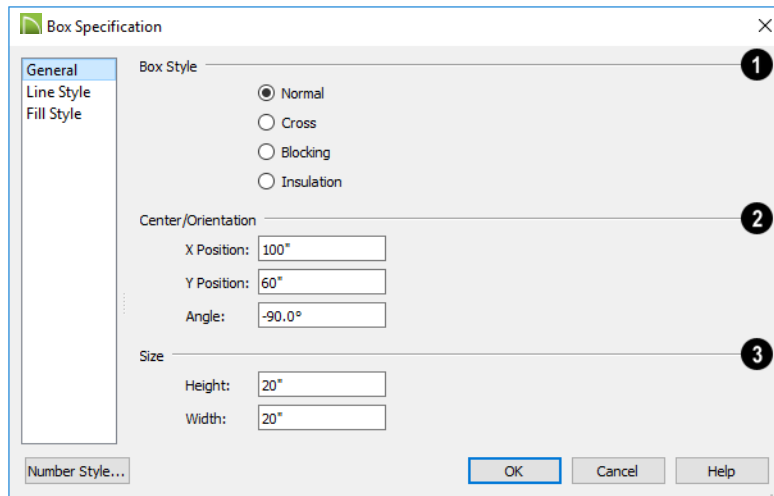 Box Specification
General
Line Style
Fill Style
Box Style
1
Normal
Cross
Blocking
Insulation
Center/Orientation
2
X Position: 100"
Y Position: 60"
Angle: -90.0°
Size
3
Height: 20"
Width: 20"
Number Style... OK Cancel Help